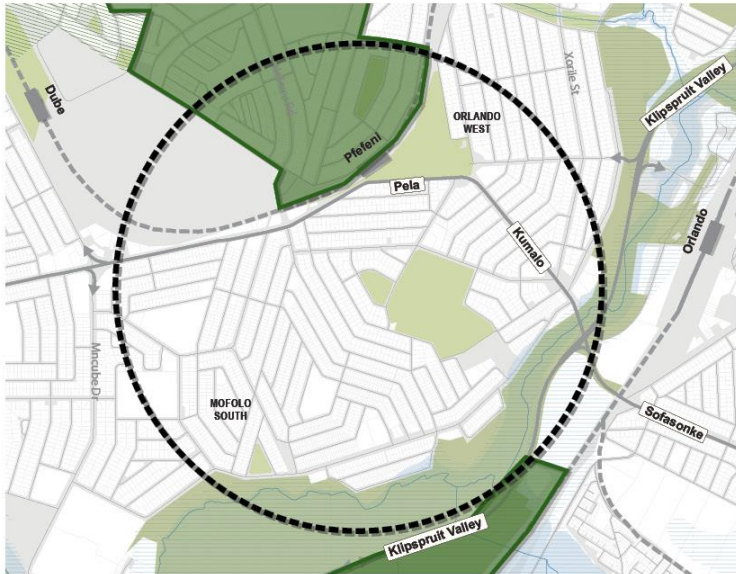 Dube
Xorile St
Klipspruit Valley
ORLANDO
WEST
Pfefeni
Pela
Kumalo
Orlando
Mncube Dr
MOFOLO
SOUTH
Sofasonke
Klipspruit Valley